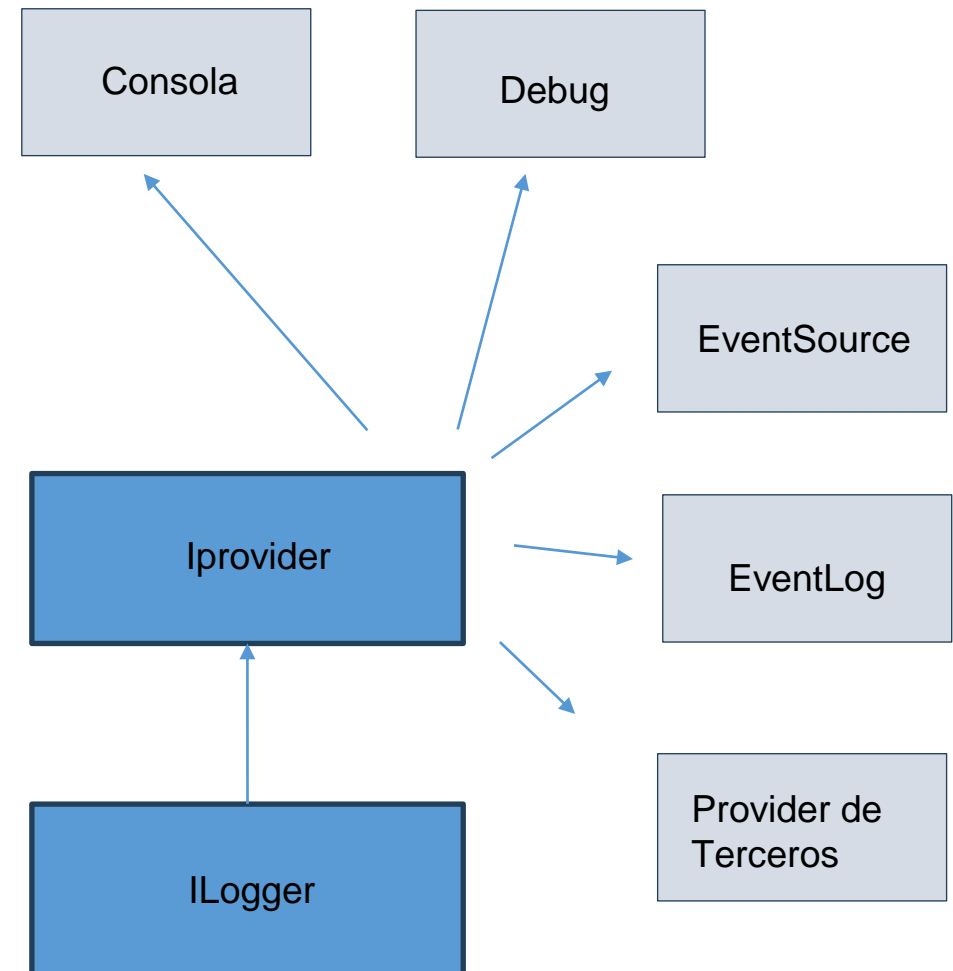 Consola
Debug
EventSource
Iprovider
EventLog
Provider de
Terceros
ILogger